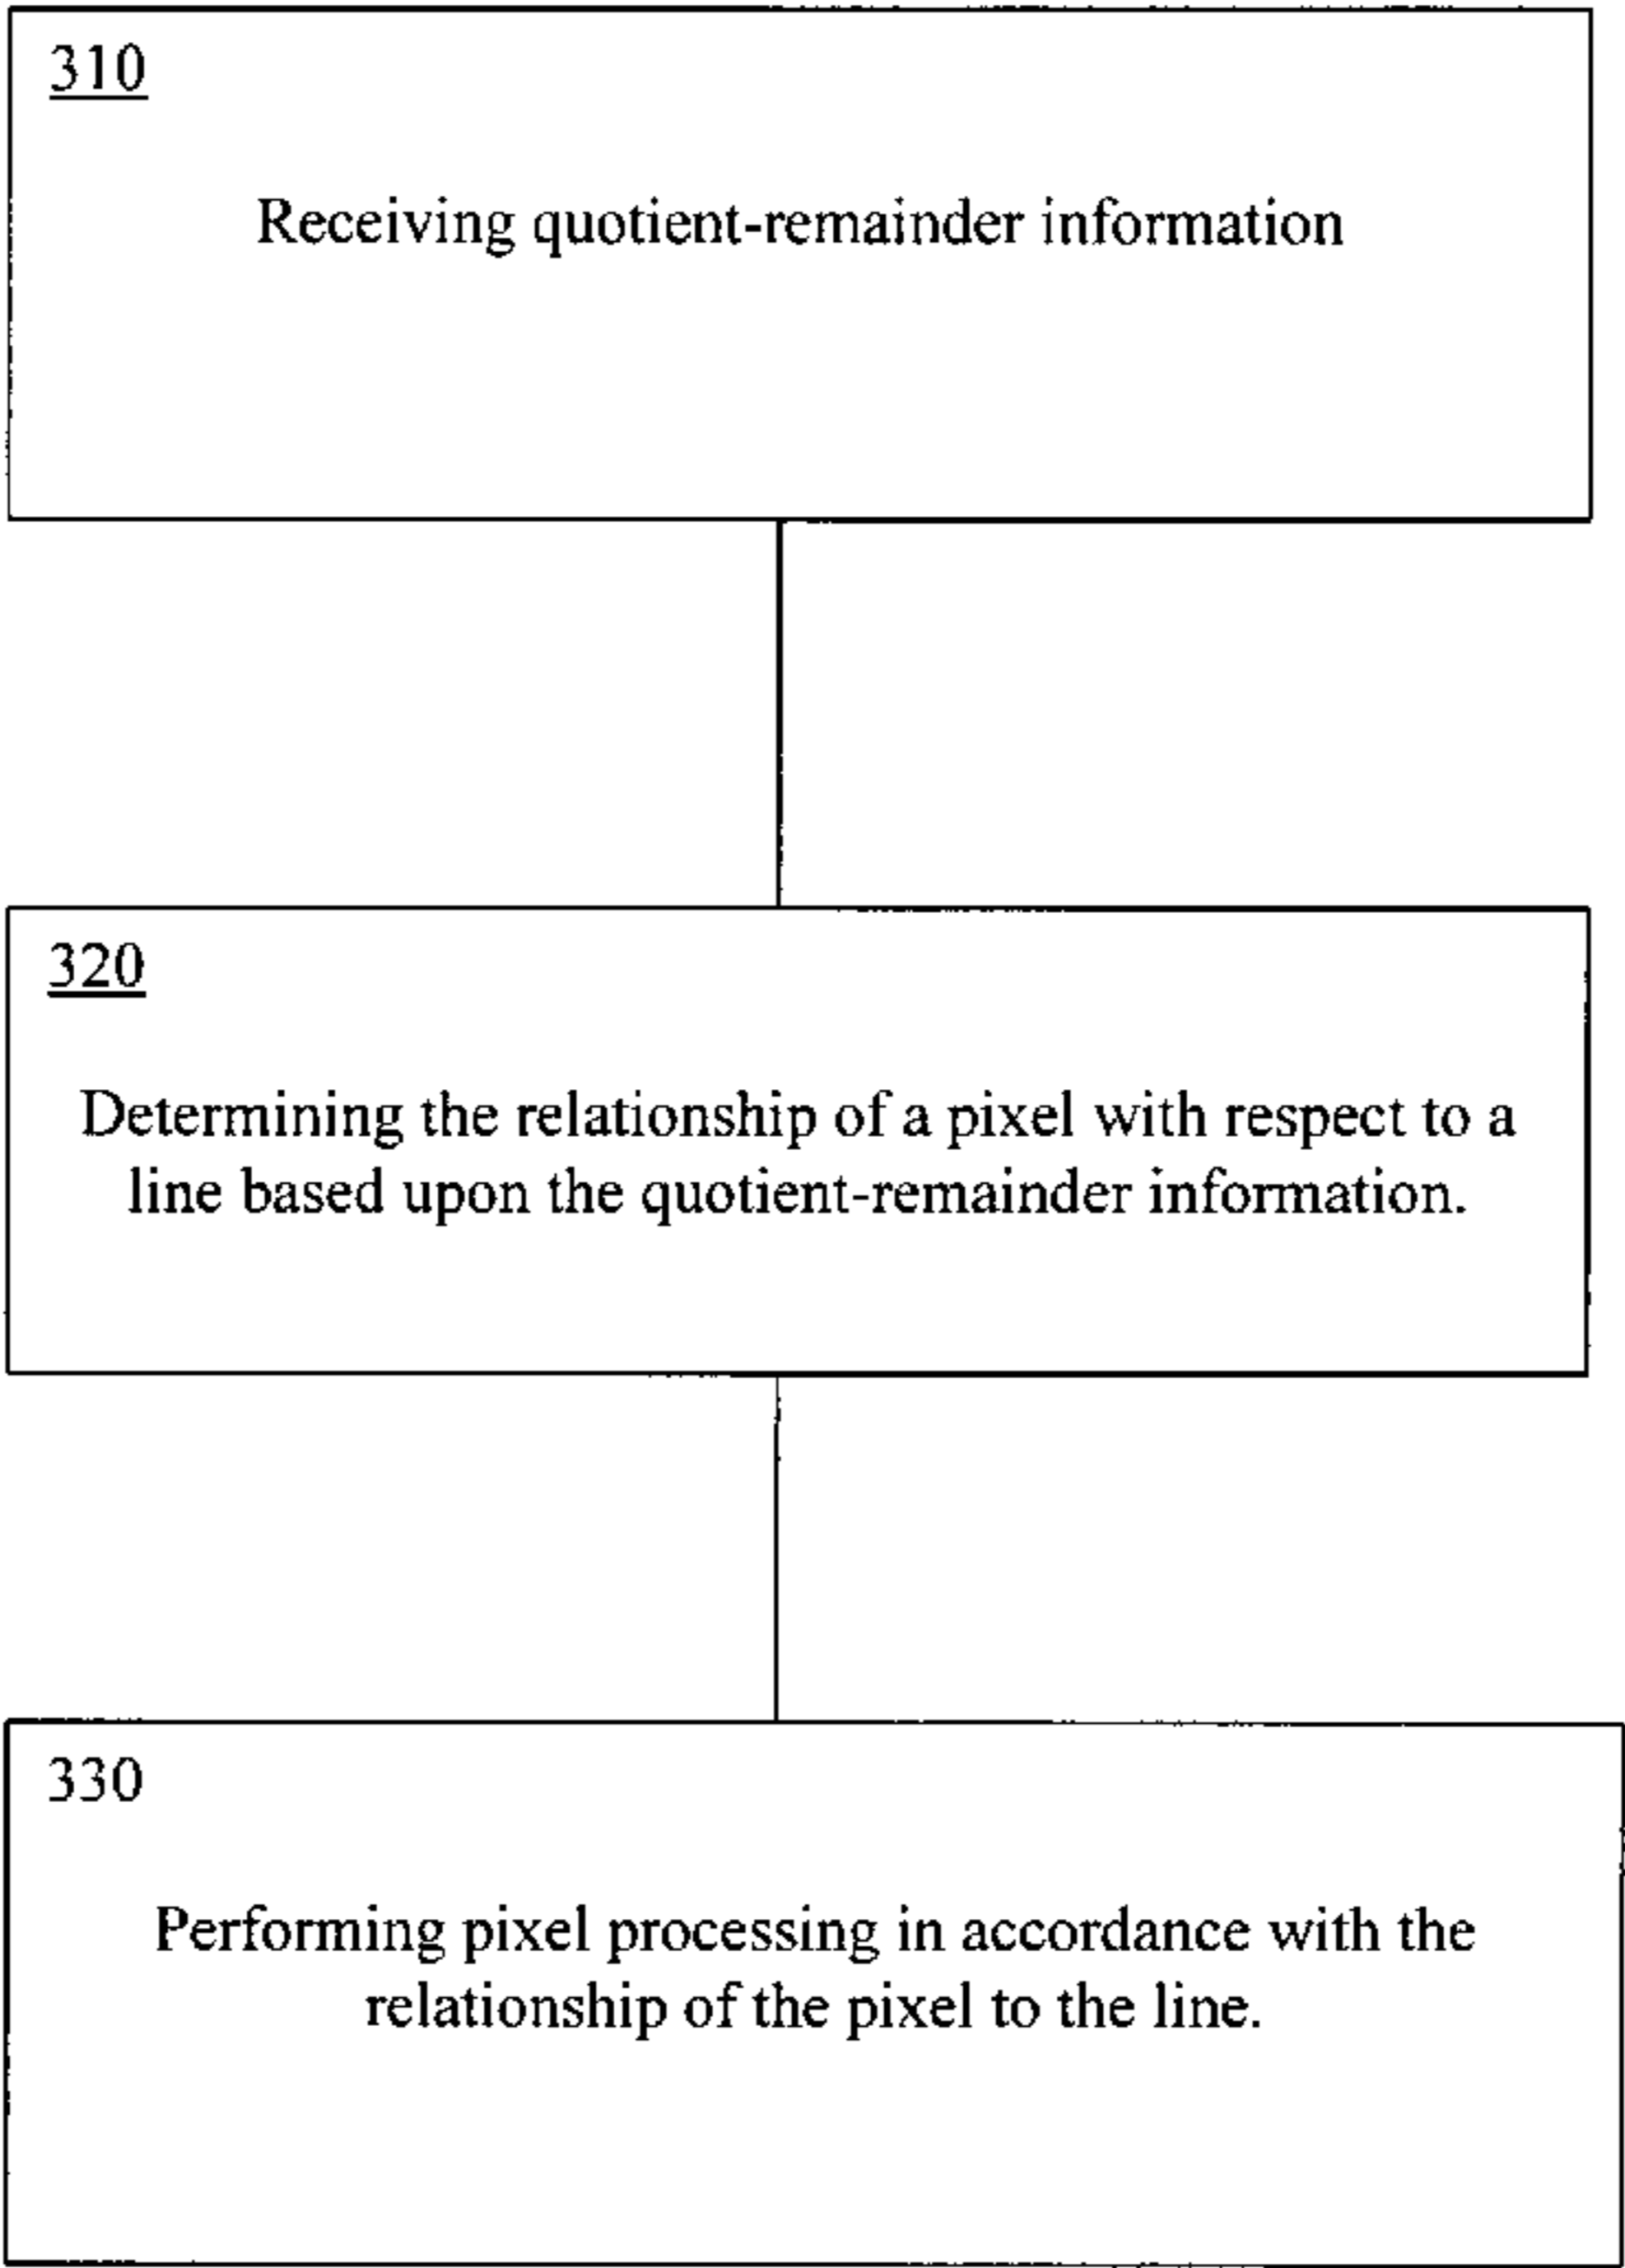 310
Receiving quotient-remainder information
320
Determining the relationship of a pixel with respect to a
line based upon the quotient-remainder information.
330
Performing pixel processing in accordance with the
relationship of the pixel to the line.